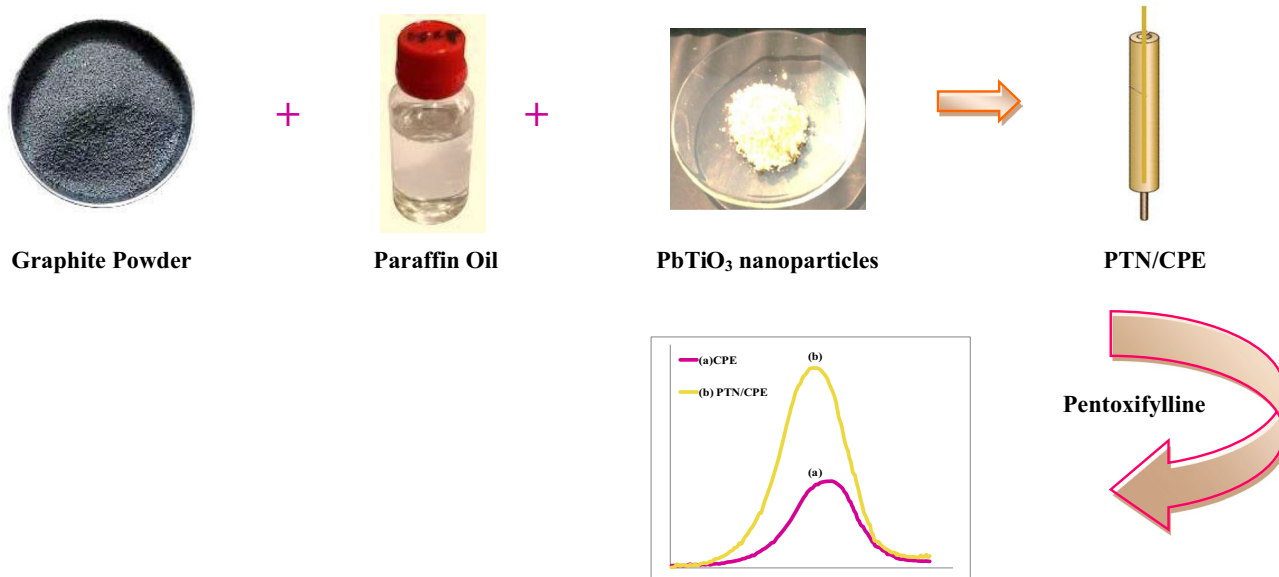 +
+
Graphite Powder
Paraffin Oil
PbTiO₃ nanoparticles
PTN/CPE
(a)CPE
(b) PTN/CPE
(b)
(a)
Pentoxifylline